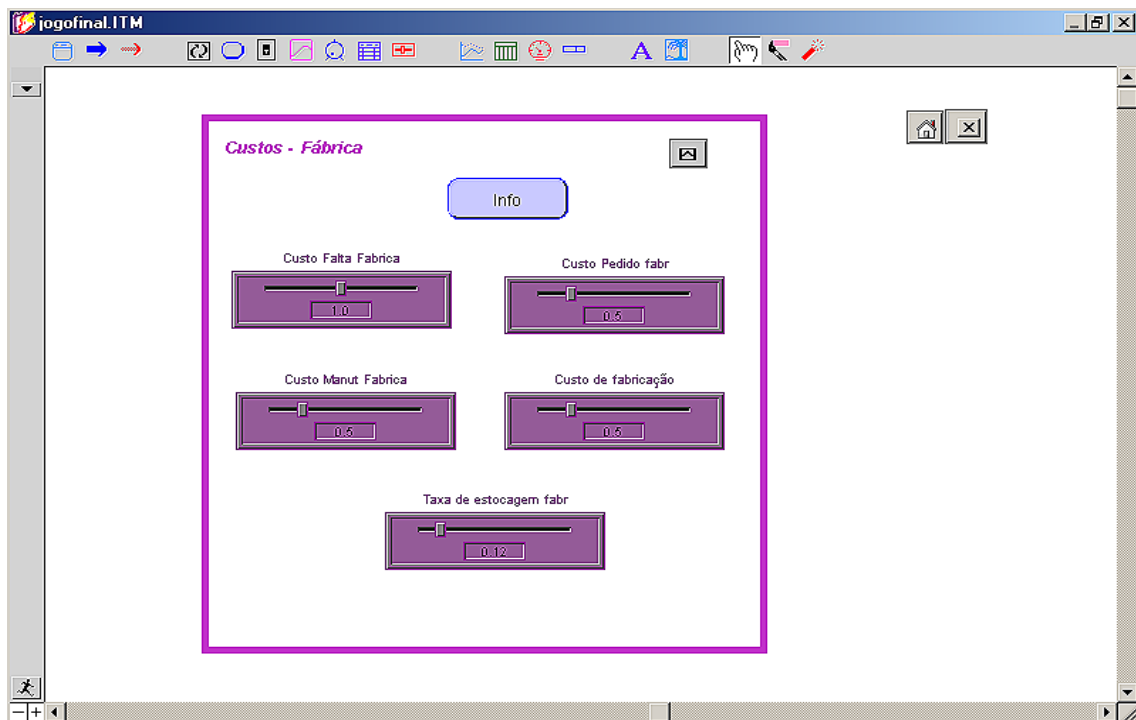 jogofinal.ITM
A
Custos - Fábrica
Info
Custo Falta Fabrica
1.0
Custo Pedido fabr
0.5
Custo Manut Fabrica
0.5
Custo de fabricação
0.5
Taxa de estocagem fabr
0.12